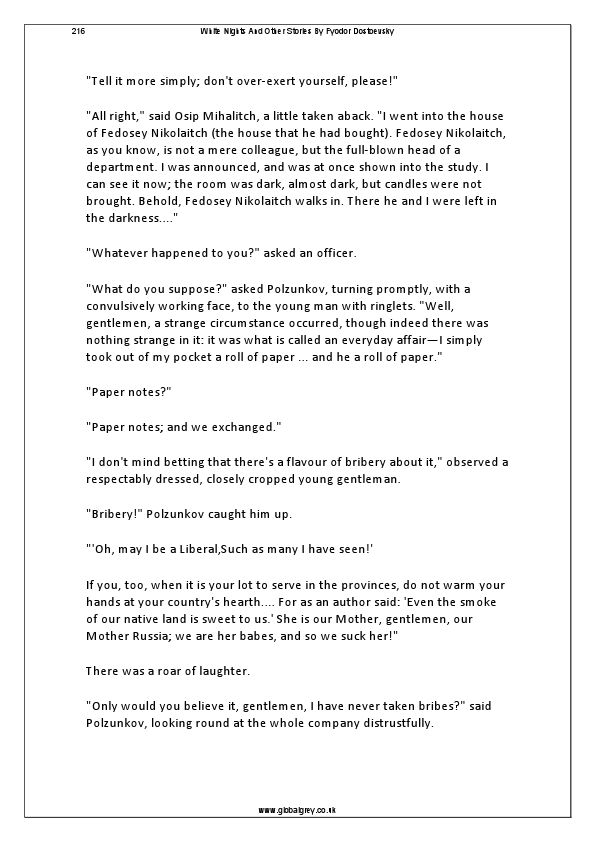 216
White Nights And Other Stories By Fyodor Dostoevsky
"Tell it more simply; don't over-exert yourself, please!"
"All right," said Osip Mihalitch, a little taken aback. "I went into the house
of Fedosey Nikolaitch (the house that he had bought). Fedosey Nikolaitch,
as you know, is not a mere colleague, but the full-blown head of a
department. I was announced, and was at once shown into the study. I
can see it now; the room was dark, almost dark, but candles were not
brought. Behold, Fedosey Nikolaitch walks in. There he and I were left in
the darkness...."
"Whatever happened to you?" asked an officer.
"What do you suppose?" asked Polzunkov, turning promptly, with a
convulsively working face, to the young man with ringlets. "Well,
gentlemen, a strange circumstance occurred, though indeed there was
nothing strange in it: it was what is called an everyday affair—I simply
took out of my pocket a roll of paper ... and he a roll of paper."
"Paper notes?"
"Paper notes; and we exchanged."
"I don't mind betting that there's a flavour of bribery about it," observed a
respectably dressed, closely cropped young gentleman.
"Bribery!" Polzunkov caught him up.
"'Oh, may I be a Liberal,Such as many I have seen!'
If you, too, when it is your lot to serve in the provinces, do not warm your
hands at your country's hearth.... For as an author said: 'Even the smoke
of our native land is sweet to us.' She is our Mother, gentlemen, our
Mother Russia; we are her babes, and so we suck her!"
There was a roar of laughter.
"Only would you believe it, gentlemen, I have never taken bribes?" said
Polzunkov, looking round at the whole company distrustfully.
www.globalgrey.co.uk